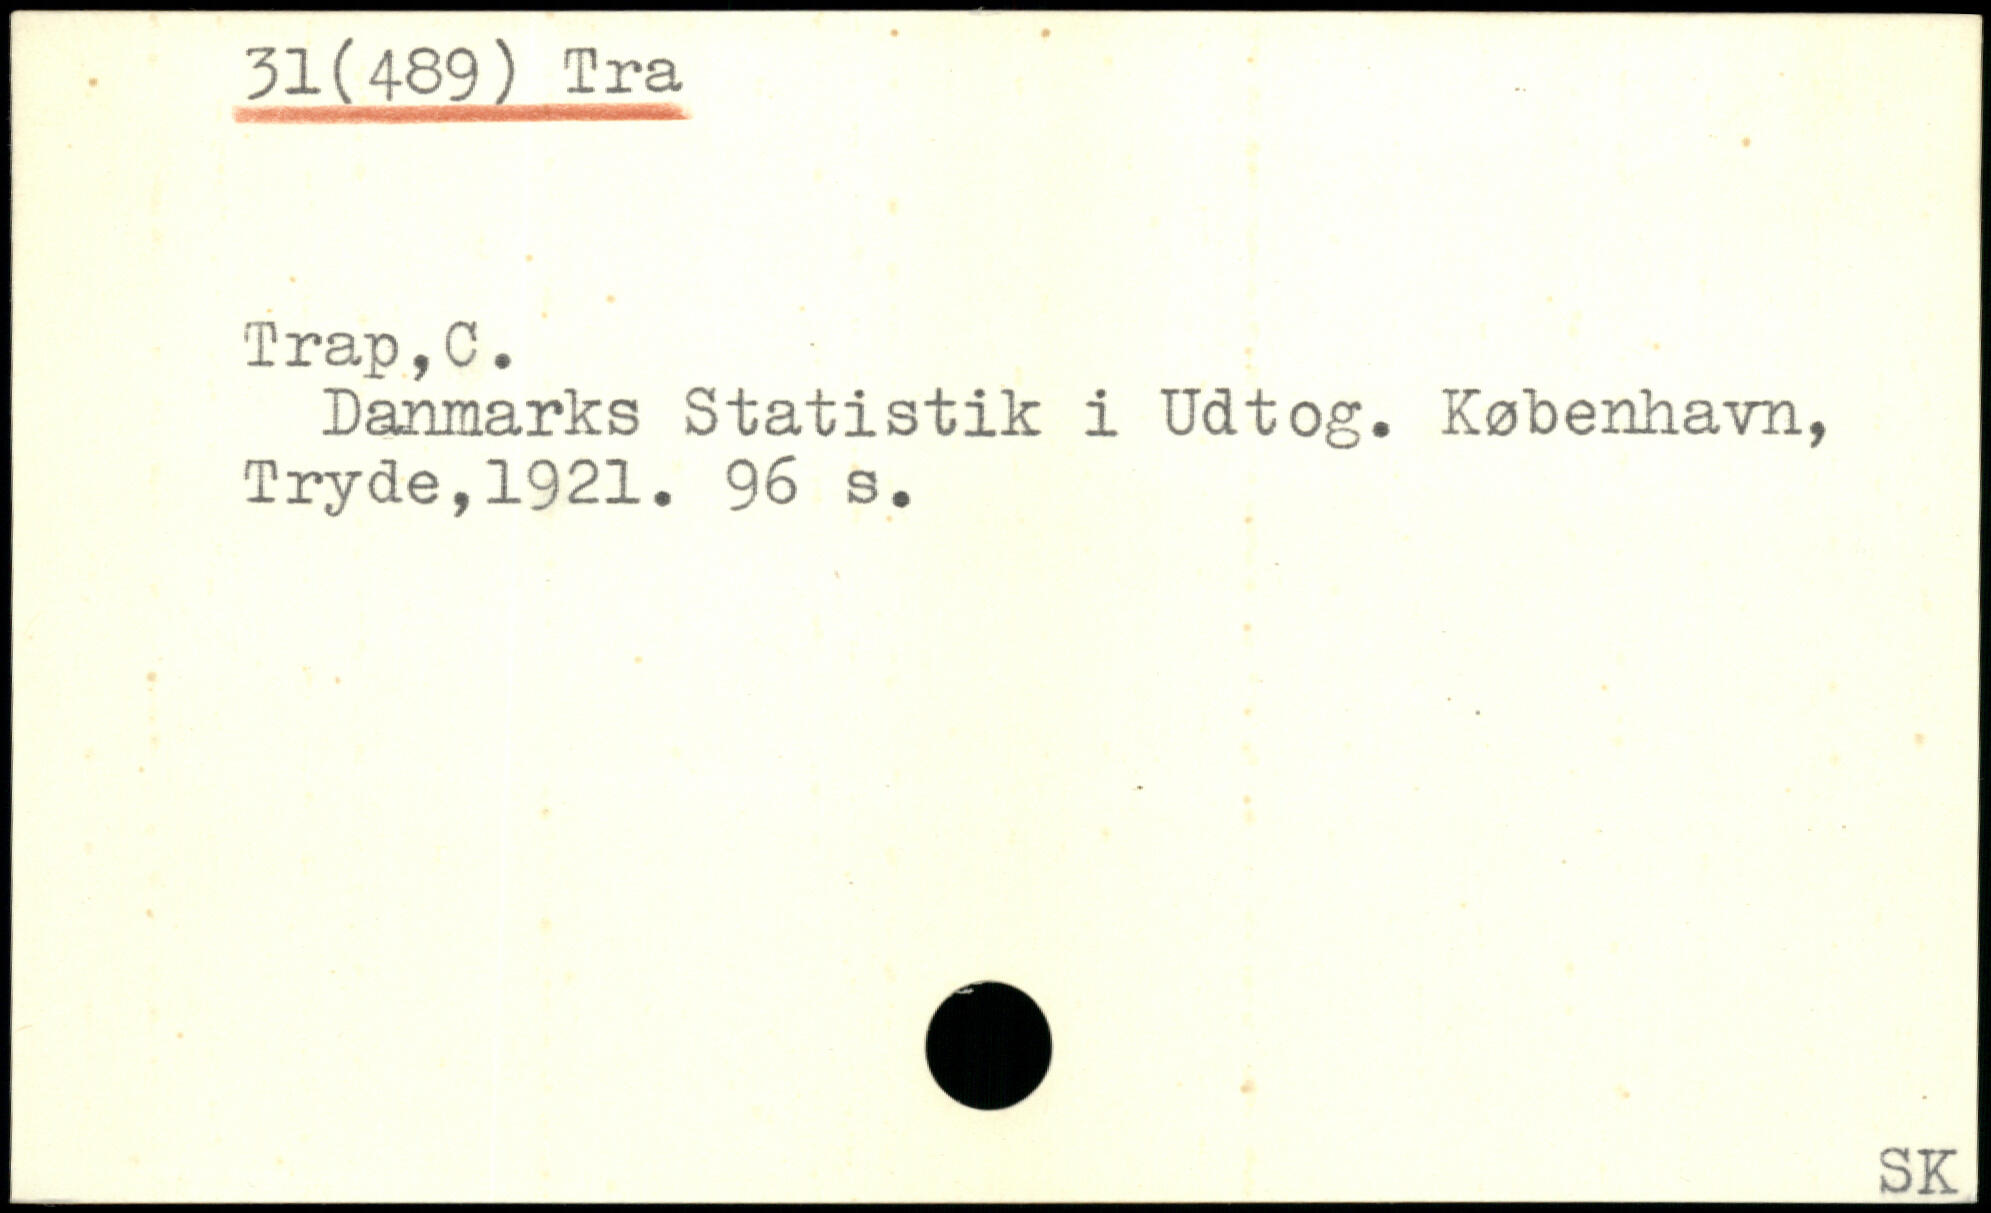 31(489) Tra
Trap,C.
Danmarks Statistik i Udtog. København,
Tryde,1921. 96 s.
SK